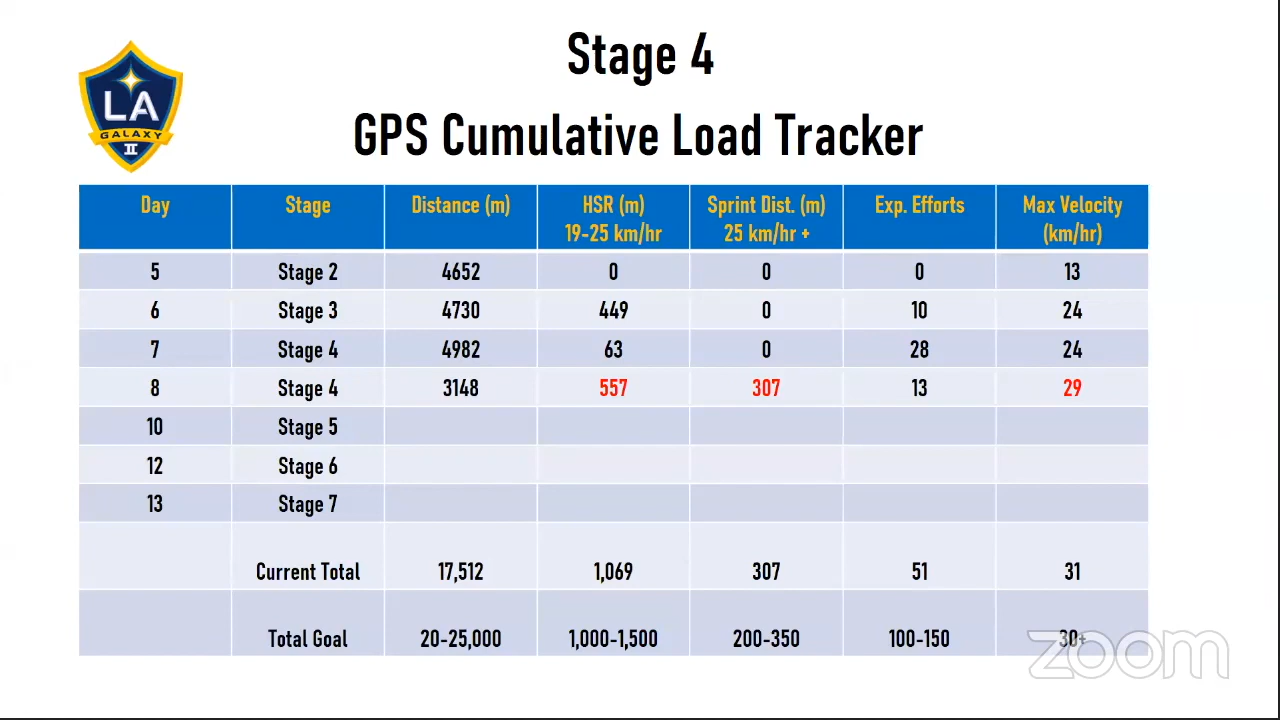 Stage 4
GPS Cumulative Load Tracker
LA
GALAXY
II
Day Stage Distance (m) HSR (m) Sprint Dist. (m) Exp. Efforts Max Velocity
19-25 km/hr 25 km/hr + (km/hr)
5 Stage 2 4652 0 0 0 13
6 Stage 3 4730 449 0 10 24
7 Stage 4 4982 63 0 28 24
8 Stage 4 3148 557 307 13 29
10 Stage 5
12 Stage 6
13 Stage 7
Current Total 17,512 1,069 307 51 31
Total Goal 20-25,000 1,000-1,500 200-350 100-150 30+
zoom